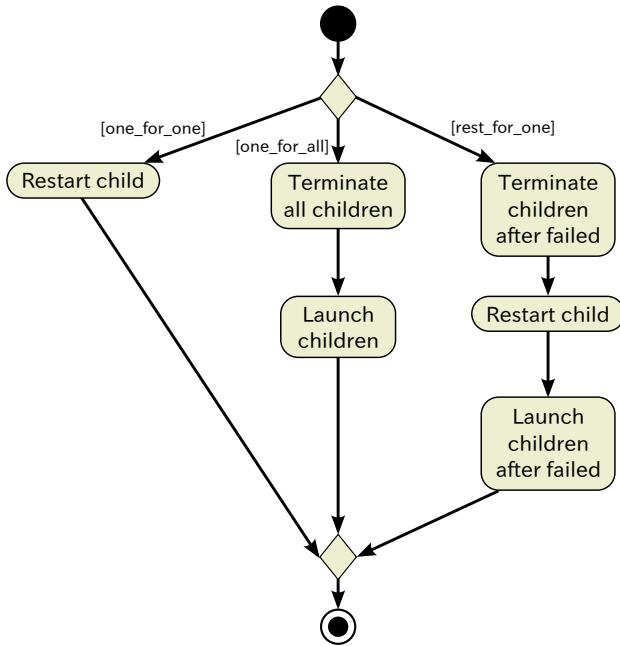 [one_for_one]
[one_for_all]
[rest_for_one]
Restart child
Terminate
all children
Terminate
children
after failed
Launch
children
Restart child
Launch
children
after failed